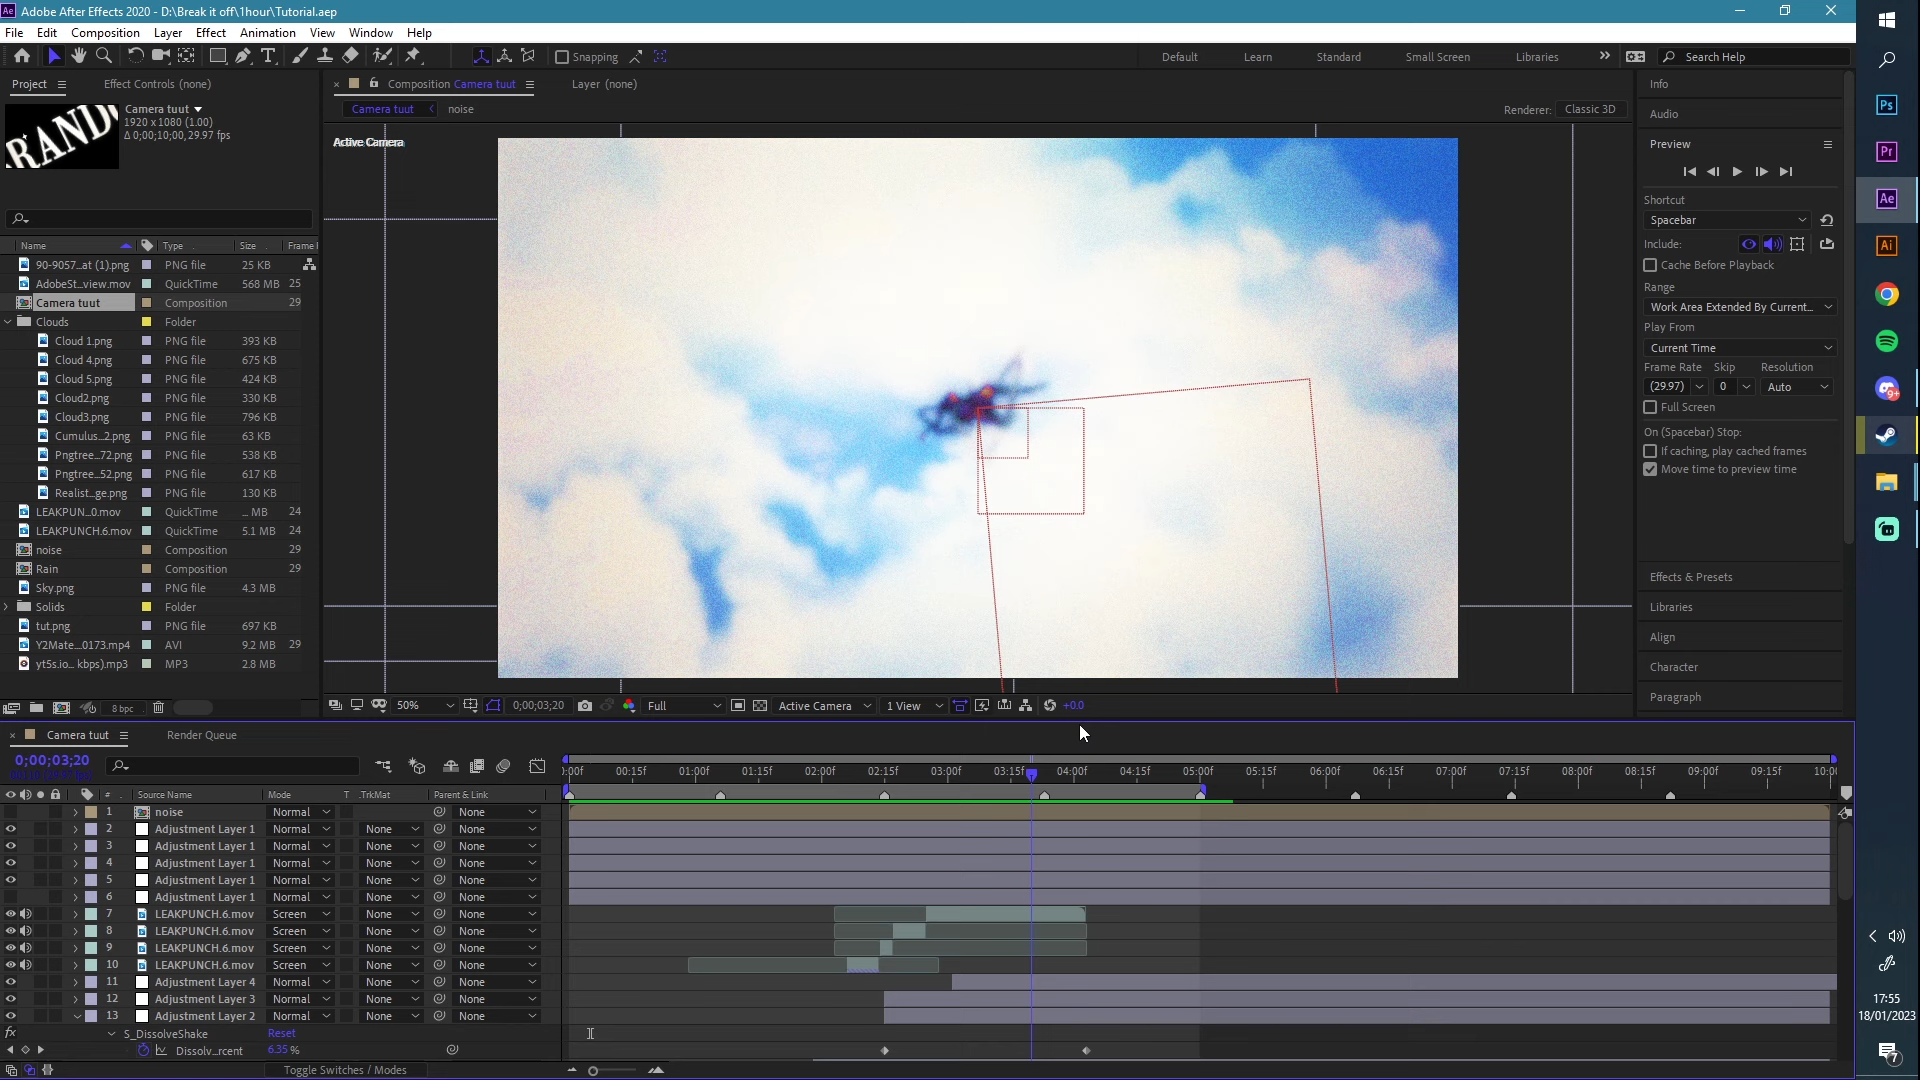 Ae Adobe After Effects 2020 - D:\Break it off\1hour\Tutorial.aep
File Edit Composition Layer Effect Animation View Window Help
Snapping
Default Learn Standard Small Screen Libraries
Search Help
Project
Effect Controls (none)
Composition Camera tuut
Layer (none)
Camera tuut
1920 x 1080 (1.00)
Δ 0;00;10;00, 29.97 fps
Camera tuut noise
Renderer: Classic 3D
Active Camera
Name Type Size Frame
90-9057...at (1).png PNG file 25 KB
AdobeSt...view.mov QuickTime 568 MB 25
Camera tuut Composition 29
Clouds Folder
Cloud 1.png PNG file 393 KB
Cloud 4.png PNG file 675 KB
Cloud 5.png PNG file 424 KB
Cloud2.png PNG file 330 KB
Cloud3.png PNG file 796 KB
Cumulus...2.png PNG file 63 KB
Pngtree...72.png PNG file 538 KB
Pngtree...52.png PNG file 617 KB
Realist...ge.png PNG file 130 KB
LEAKPUN...0.mov QuickTime ... MB 24
LEAKPUNCH.6.mov QuickTime 5.1 MB 24
noise Composition 29
Rain Composition 29
Sky.png PNG file 4.3 MB
Solids Folder
tut.png PNG file 697 KB
Y2Mate...0173.mp4 AVI 9.2 MB 29
yt5s.io... kbps).mp3 MP3 2.8 MB
8 bpc
50% 0;00;03;20 Full Active Camera 1 View +0.0
Info
Audio
Preview
Shortcut
Spacebar
Include:
Cache Before Playback
Range
Work Area Extended By Current...
Play From
Current Time
Frame Rate Skip Resolution
(29.97) 0 Auto
Full Screen
On (Spacebar) Stop:
If caching, play cached frames
Move time to preview time
Effects & Presets
Libraries
Align
Character
Paragraph
Camera tuut
Render Queue
0;00;03;20
:00f 00:15f 01:00f 01:15f 02:00f 02:15f 03:00f 03:15f 04:00f 04:15f 05:00f 05:15f 06:00f 06:15f 07:00f 07:15f 08:00f 08:15f 09:00f 09:15f 10:0
# Source Name Mode T .TrkMat Parent & Link
1 noise Normal None
2 Adjustment Layer 1 Normal None None
3 Adjustment Layer 1 Normal None None
4 Adjustment Layer 1 Normal None None
5 Adjustment Layer 1 Normal None None
6 Adjustment Layer 1 Normal None None
7 LEAKPUNCH.6.mov Screen None None
8 LEAKPUNCH.6.mov Screen None None
9 LEAKPUNCH.6.mov Screen None None
10 LEAKPUNCH.6.mov Screen None None
11 Adjustment Layer 4 Normal None None
12 Adjustment Layer 3 Normal None None
13 Adjustment Layer 2 Normal None None
fx S_DissolveShake Reset
Dissolv...rcent 6.35 %
Toggle Switches / Modes
Ps
Pr
Ae
Ai
9+
17:55
18/01/2023
7